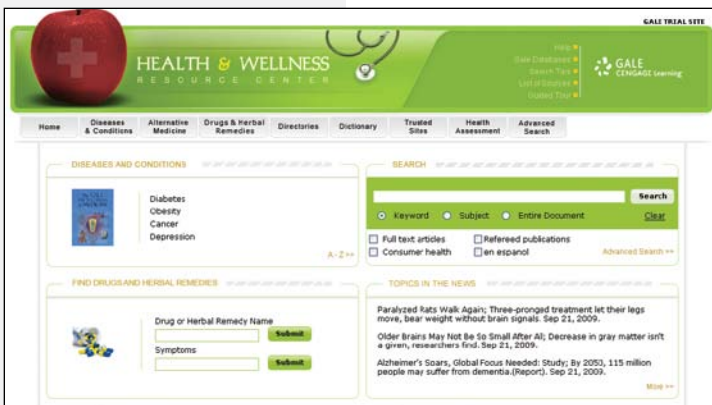 GALE TRIAL SITE
HEALTH & WELLNESS
RESOURCE CENTER
Help
Gale Databases
Search Tips
List of Sources
Guided Tour
GALE
CENGAGE Learning
Home
Diseases
& Conditions
Alternative
Medicine
Drugs & Herbal
Remedies
Directories
Dictionary
Trusted
Sites
Health
Assessment
Advanced
Search
DISEASES AND CONDITIONS
Diabetes
Obesity
Cancer
Depression
A - Z >>
SEARCH
Search
Keyword Subject Entire Document Clear
Full text articles Refereed publications
Consumer health en espanol
Advanced Search >>
FIND DRUGS AND HERBAL REMEDIES
Drug or Herbal Remedy Name
Submit
Symptoms
Submit
TOPICS IN THE NEWS
Paralyzed Rats Walk Again; Three-pronged treatment let their legs
move, bear weight without brain signals. Sep 21, 2009.
Older Brains May Not Be So Small After All; Decrease in gray matter isn't
a given, researchers find. Sep 21, 2009.
Alzheimer's Soars, Global Focus Needed: Study; By 2050, 115 million
people may suffer from dementia.(Report). Sep 21, 2009.
More >>